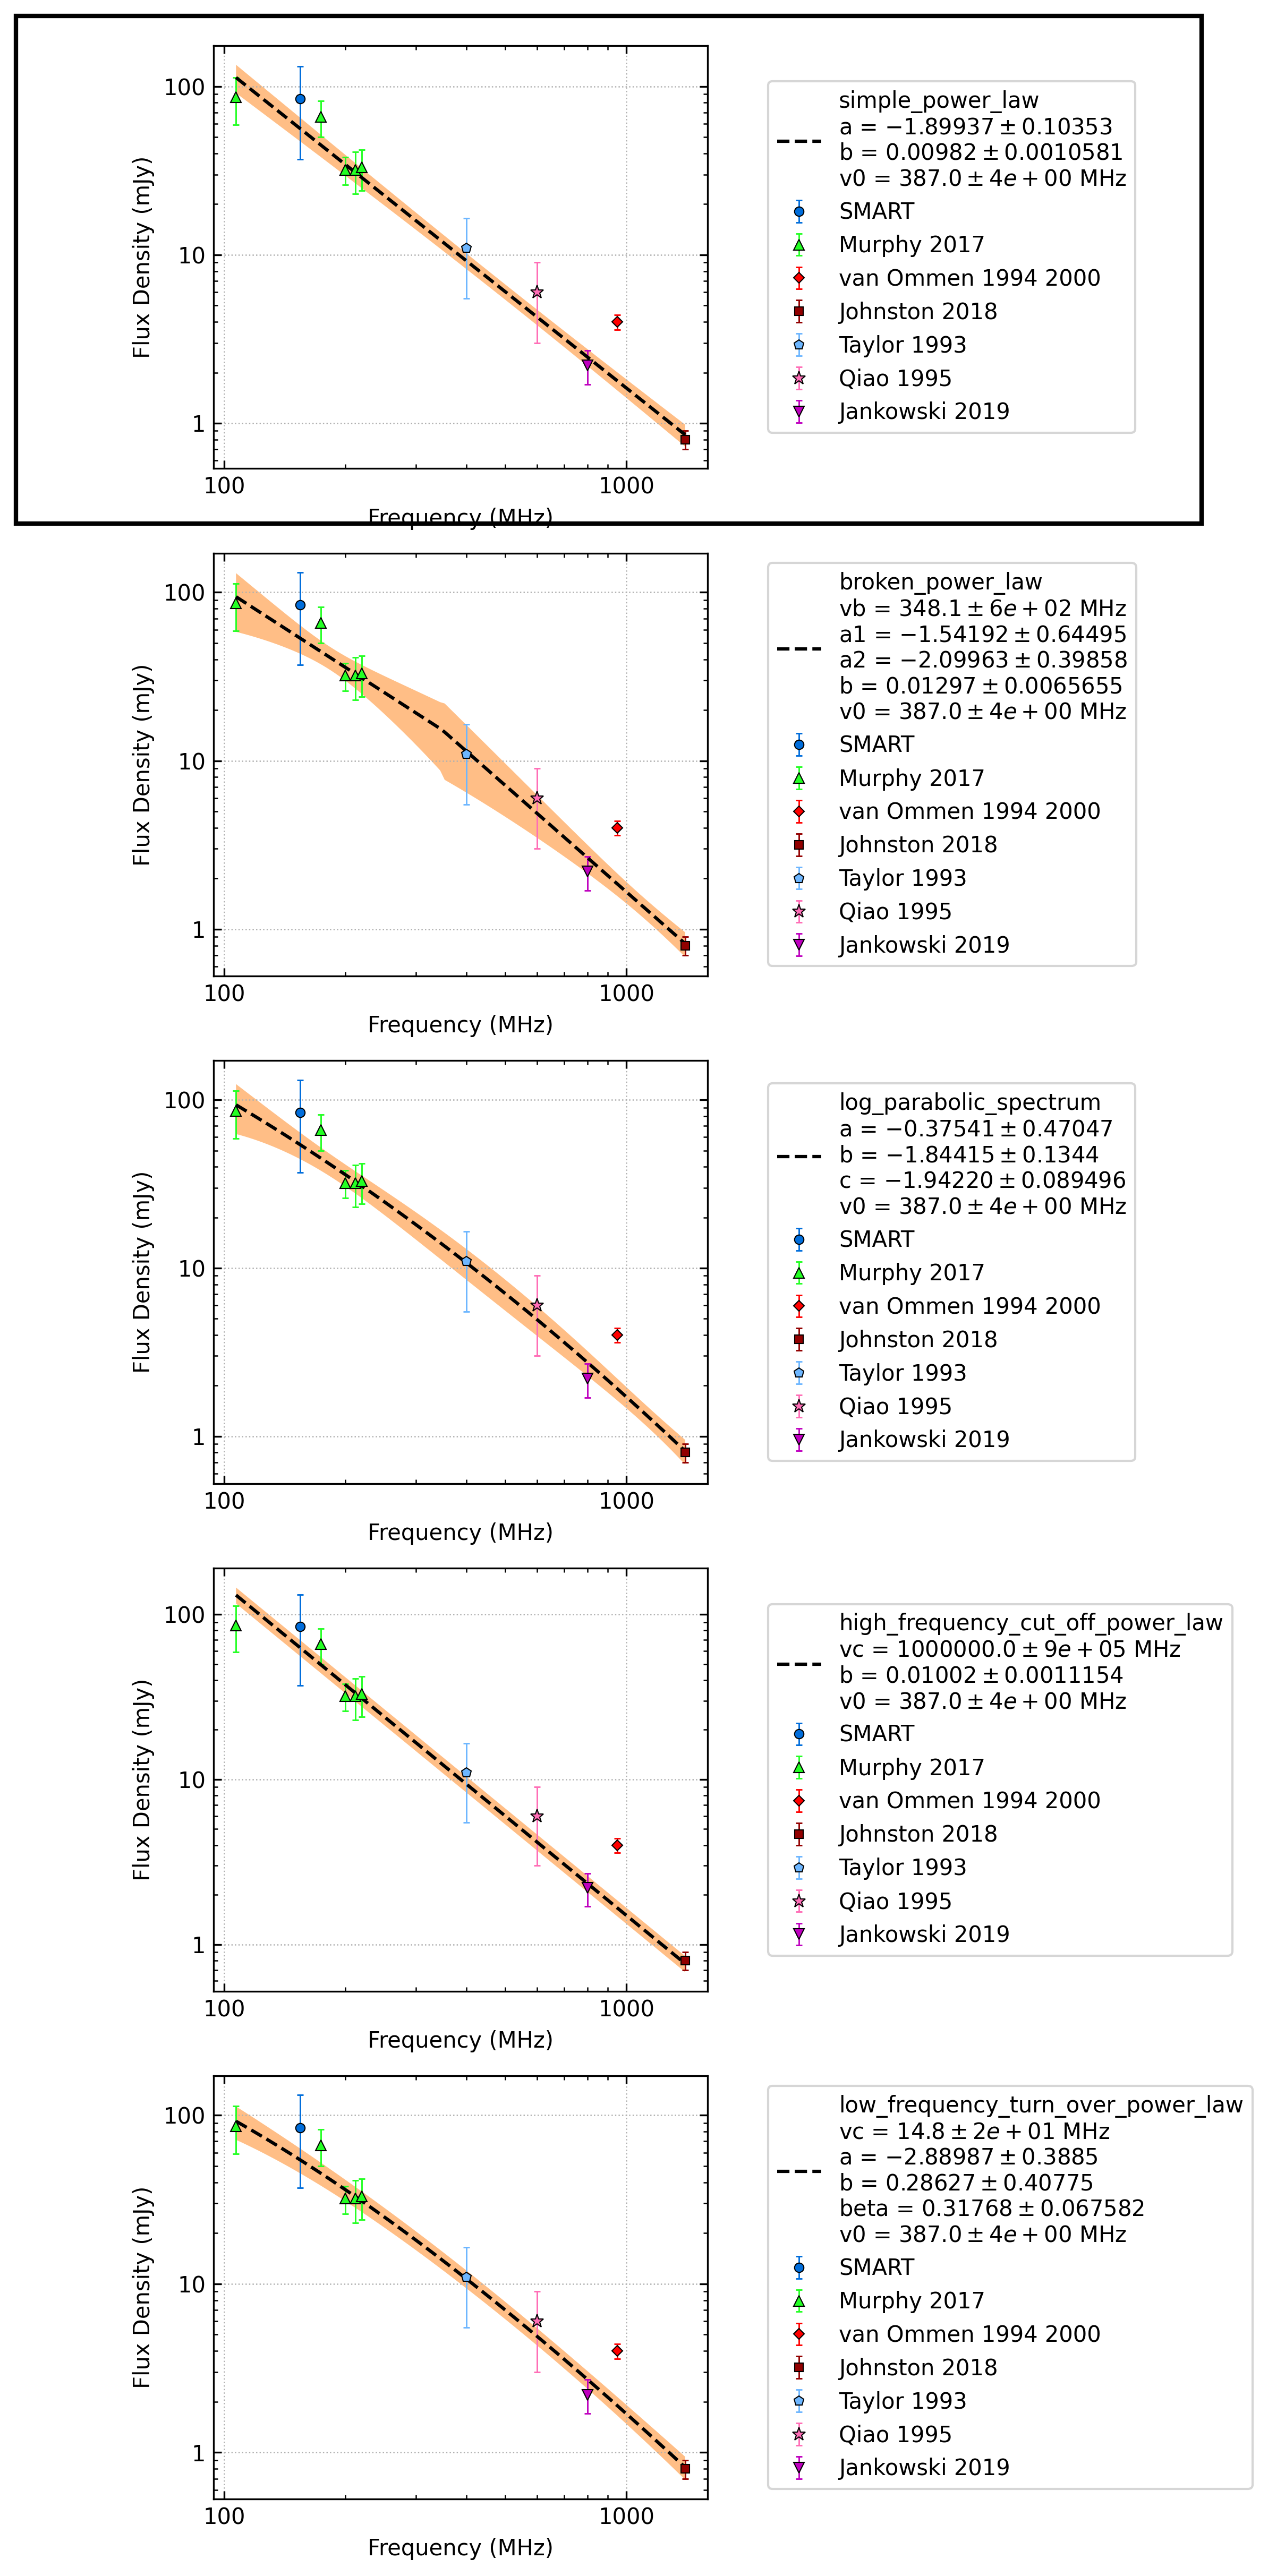 100
10
1
Flux Density (mJy)
100
1000
Frequency (MHz)
simple_power_law
a = −1.89937 ± 0.10353
b = 0.00982 ± 0.0010581
v0 = 387.0 ± 4e + 00 MHz
SMART
Murphy 2017
van Ommen 1994 2000
Johnston 2018
Taylor 1993
Qiao 1995
Jankowski 2019
100
10
1
Flux Density (mJy)
100
1000
Frequency (MHz)
broken_power_law
vb = 348.1 ± 6e + 02 MHz
a1 = −1.54192 ± 0.64495
a2 = −2.09963 ± 0.39858
b = 0.01297 ± 0.0065655
v0 = 387.0 ± 4e + 00 MHz
SMART
Murphy 2017
van Ommen 1994 2000
Johnston 2018
Taylor 1993
Qiao 1995
Jankowski 2019
100
10
1
Flux Density (mJy)
100
1000
Frequency (MHz)
log_parabolic_spectrum
a = −0.37541 ± 0.47047
b = −1.84415 ± 0.1344
c = −1.94220 ± 0.089496
v0 = 387.0 ± 4e + 00 MHz
SMART
Murphy 2017
van Ommen 1994 2000
Johnston 2018
Taylor 1993
Qiao 1995
Jankowski 2019
100
10
1
Flux Density (mJy)
100
1000
Frequency (MHz)
high_frequency_cut_off_power_law
vc = 1000000.0 ± 9e + 05 MHz
b = 0.01002 ± 0.0011154
v0 = 387.0 ± 4e + 00 MHz
SMART
Murphy 2017
van Ommen 1994 2000
Johnston 2018
Taylor 1993
Qiao 1995
Jankowski 2019
100
10
1
Flux Density (mJy)
100
1000
Frequency (MHz)
low_frequency_turn_over_power_law
vc = 14.8 ± 2e + 01 MHz
a = −2.88987 ± 0.3885
b = 0.28627 ± 0.40775
beta = 0.31768 ± 0.067582
v0 = 387.0 ± 4e + 00 MHz
SMART
Murphy 2017
van Ommen 1994 2000
Johnston 2018
Taylor 1993
Qiao 1995
Jankowski 2019